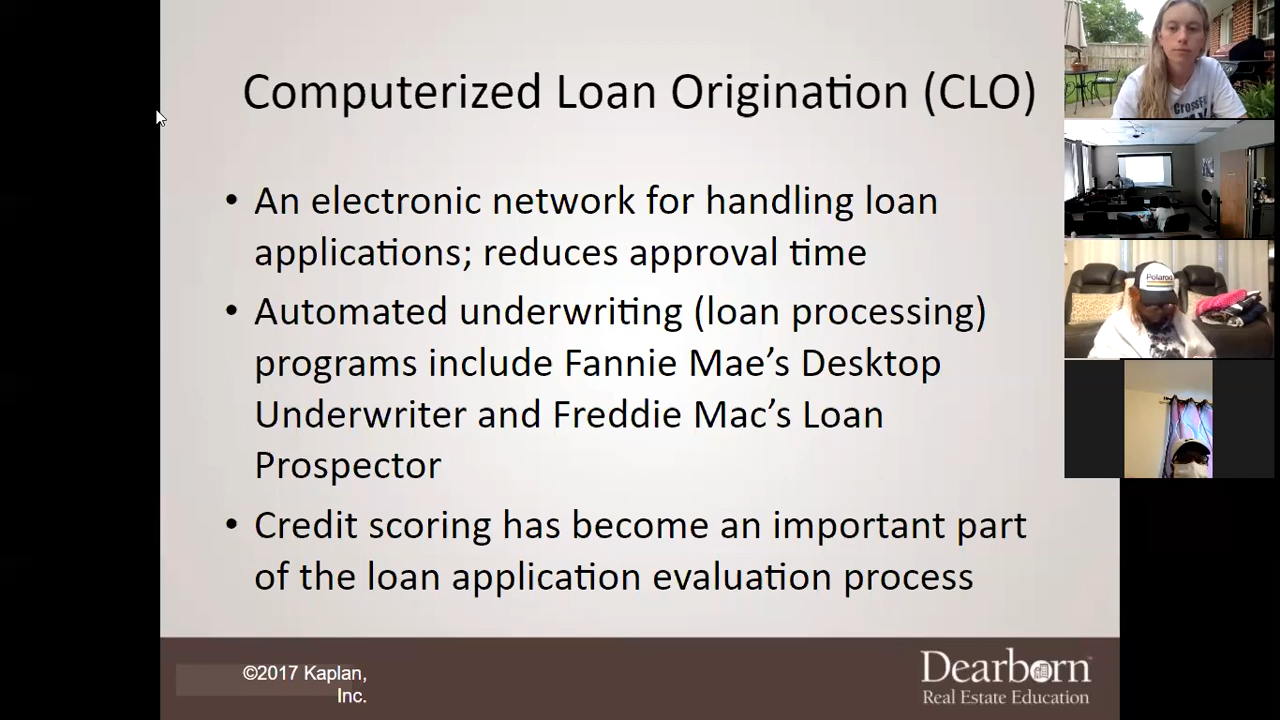 Computerized Loan Origination (CLO)
• An electronic network for handling loan
applications; reduces approval time
• Automated underwriting (loan processing)
programs include Fannie Mae’s Desktop
Underwriter and Freddie Mac’s Loan
Prospector
• Credit scoring has become an important part
of the loan application evaluation process
©2017 Kaplan,
Inc.
Dearborn
Real Estate Education
Polaroid